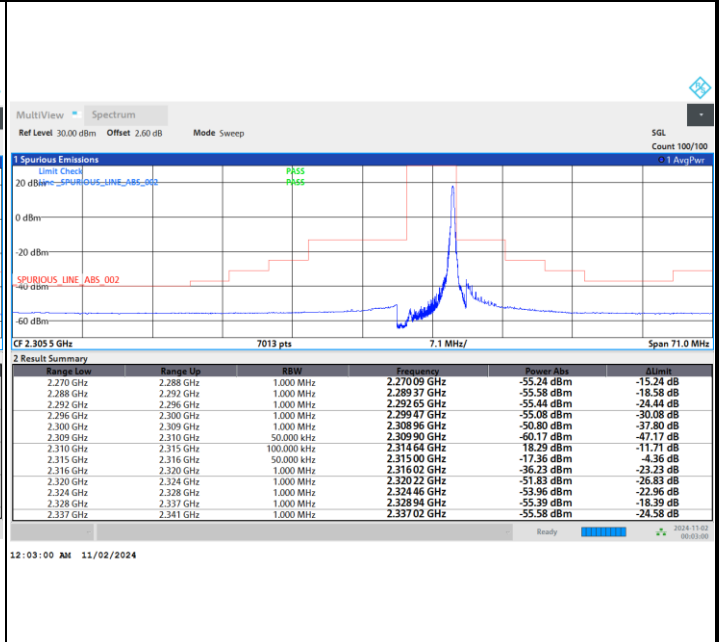 MultiView Spectrum
Ref Level 30.00 dBm Offset 2.60 dB Mode Sweep SGL
Count 100/100
1 Spurious Emissions 1 AvgPwr
Limit Check PASS
Line _SPURIOUS_LINE_ABS_002 PASS
20 dBm
0 dBm
-20 dBm
SPURIOUS_LINE_ABS_002
-40 dBm
-60 dBm
CF 2.305 5 GHz 7013 pts 7.1 MHz/ Span 71.0 MHz
2 Result Summary
Range Low Range Up RBW Frequency Power Abs ΔLimit
2.270 GHz 2.288 GHz 1.000 MHz 2.270 09 GHz -55.24 dBm -15.24 dB
2.288 GHz 2.292 GHz 1.000 MHz 2.289 37 GHz -55.58 dBm -18.58 dB
2.292 GHz 2.296 GHz 1.000 MHz 2.292 65 GHz -55.44 dBm -24.44 dB
2.296 GHz 2.300 GHz 1.000 MHz 2.299 47 GHz -55.08 dBm -30.08 dB
2.300 GHz 2.309 GHz 1.000 MHz 2.308 96 GHz -50.80 dBm -37.80 dB
2.309 GHz 2.310 GHz 50.000 kHz 2.309 90 GHz -60.17 dBm -47.17 dB
2.310 GHz 2.315 GHz 100.000 kHz 2.314 64 GHz 18.29 dBm -11.71 dB
2.315 GHz 2.316 GHz 50.000 kHz 2.315 00 GHz -17.36 dBm -4.36 dB
2.316 GHz 2.320 GHz 1.000 MHz 2.316 02 GHz -36.23 dBm -23.23 dB
2.320 GHz 2.324 GHz 1.000 MHz 2.320 22 GHz -51.83 dBm -26.83 dB
2.324 GHz 2.328 GHz 1.000 MHz 2.324 46 GHz -53.96 dBm -22.96 dB
2.328 GHz 2.337 GHz 1.000 MHz 2.328 94 GHz -55.39 dBm -18.39 dB
2.337 GHz 2.341 GHz 1.000 MHz 2.337 02 GHz -55.58 dBm -24.58 dB
Ready 2024-11-02
00:03:00
12:03:00 AM 11/02/2024